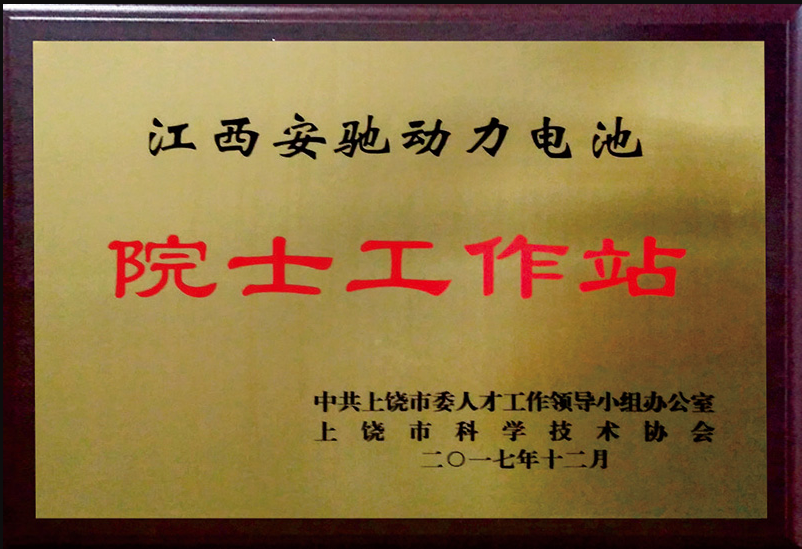 江西安驰动力电池
院士工作站
中共上饶市委人才工作领导小组办公室
上饶市科学技术协会
二〇一七年十二月